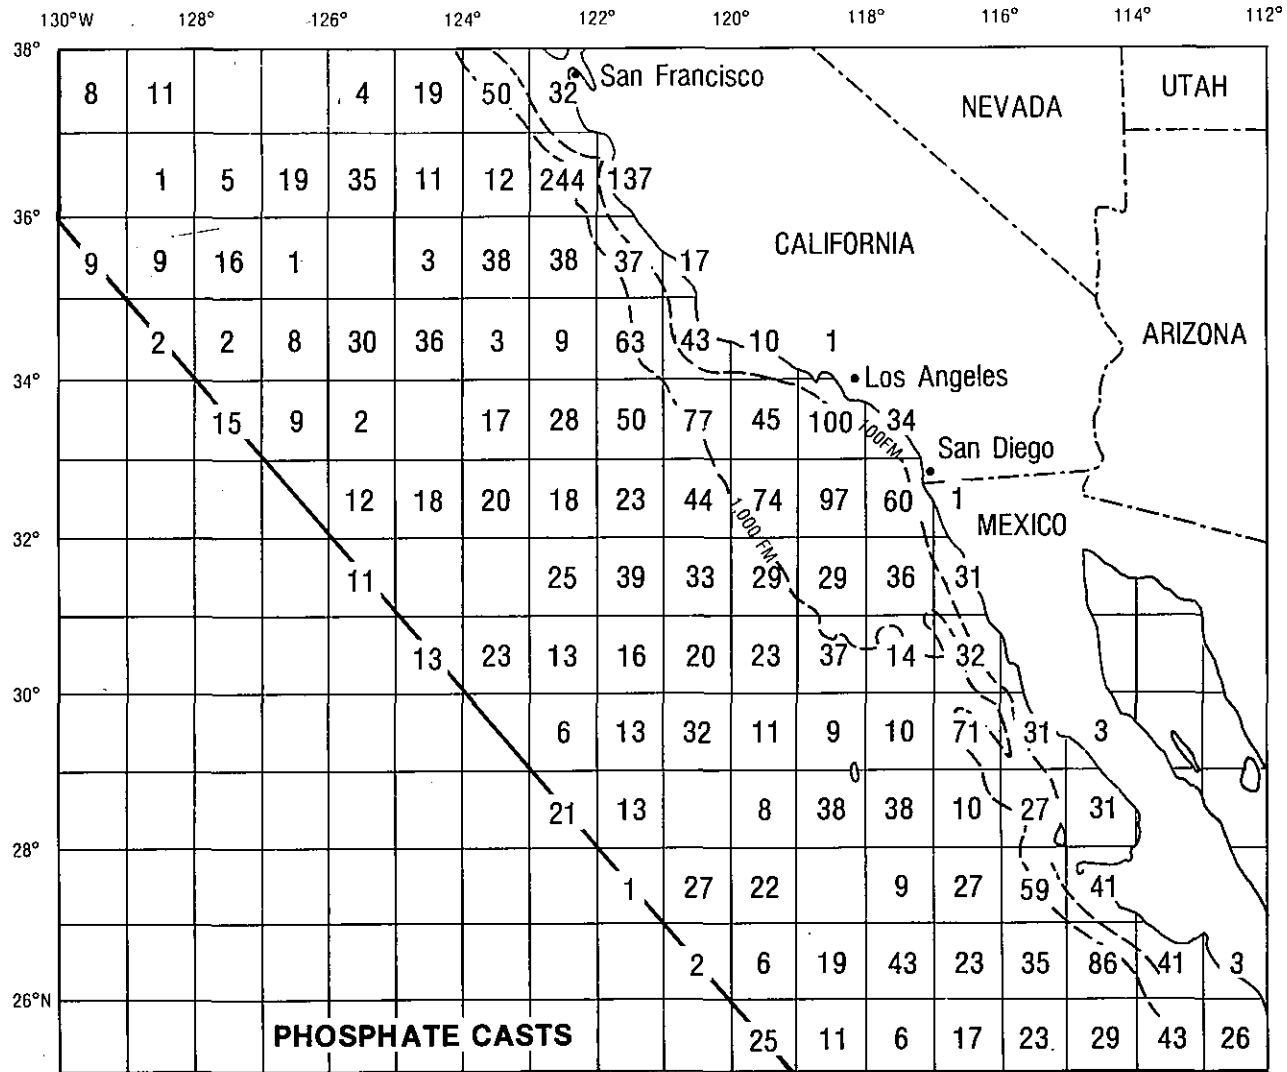 130°W 128° 126° 124° 122° 120° 118° 116° 114° 112°
38°
San Francisco
UTAH
NEVADA
8 11 4 19 50 32
1 5 19 35 11 12 244 137
36°
CALIFORNIA
9 9 16 1 3 38 38 37 17
ARIZONA
2 2 8 30 36 3 9 63 43 10 1
34°
Los Angeles
15 9 2 17 28 50 77 45 100 34
100FM
San Diego
12 18 20 18 23 44 74 97 60 1
1,000 FM
MEXICO
32°
11 25 39 33 29 29 36 31
13 23 13 16 20 23 37 14 32
30°
6 13 32 11 9 10 71 31 3
21 13 8 38 38 10 27 31
28°
1 27 22 9 27 59 41
2 6 19 43 23 35 86 41 3
26°N
PHOSPHATE CASTS
25 11 6 17 23 29 43 26